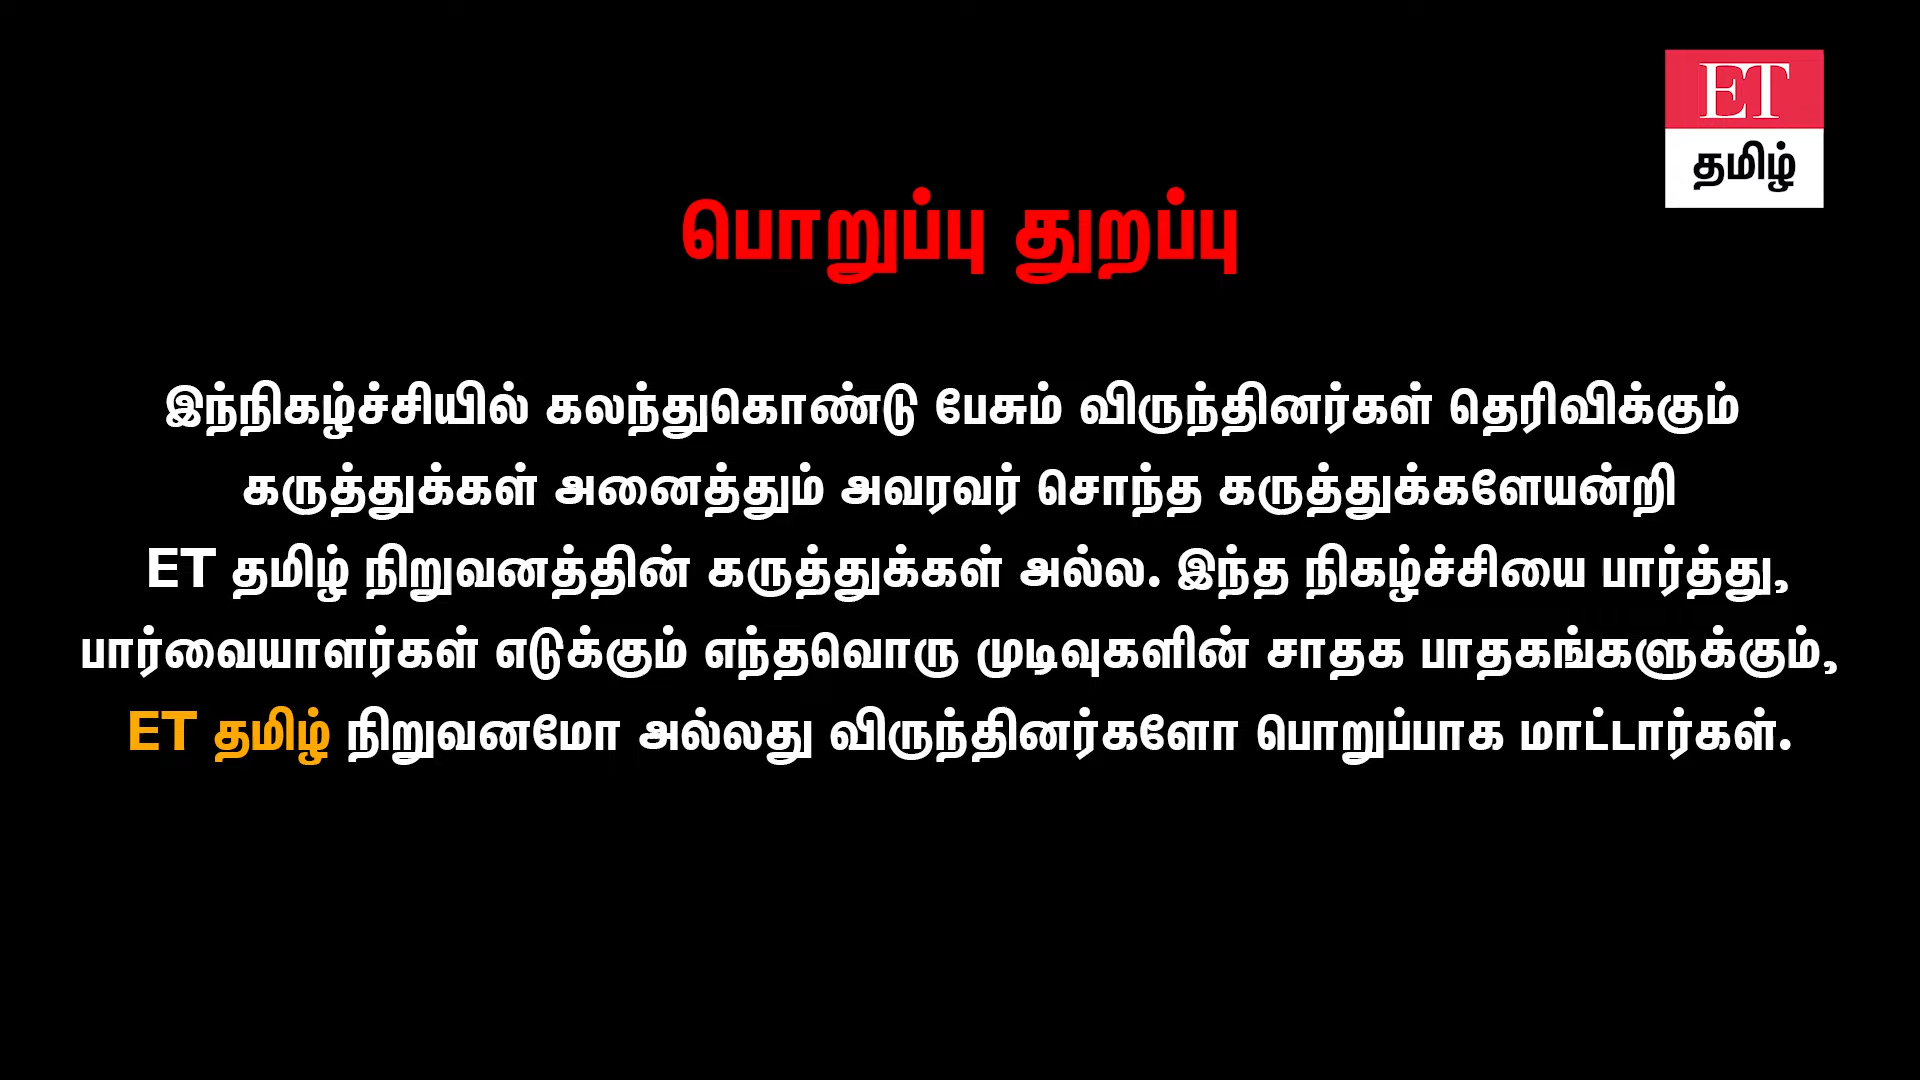 ET
தமிழ்
பொறுப்பு துறப்பு
இந்நிகழ்ச்சியில் கலந்துகொண்டு பேசும் விருந்தினர்கள் தெரிவிக்கும்
கருத்துக்கள் அனைத்தும் அவரவர் சொந்த கருத்துக்களேயன்றி
ET தமிழ் நிறுவனத்தின் கருத்துக்கள் அல்ல. இந்த நிகழ்ச்சியை பார்த்து,
பார்வையாளர்கள் எடுக்கும் எந்தவொரு முடிவுகளின் சாதக பாதகங்களுக்கும்,
ET தமிழ் நிறுவனமோ அல்லது விருந்தினர்களோ பொறுப்பாக மாட்டார்கள்.